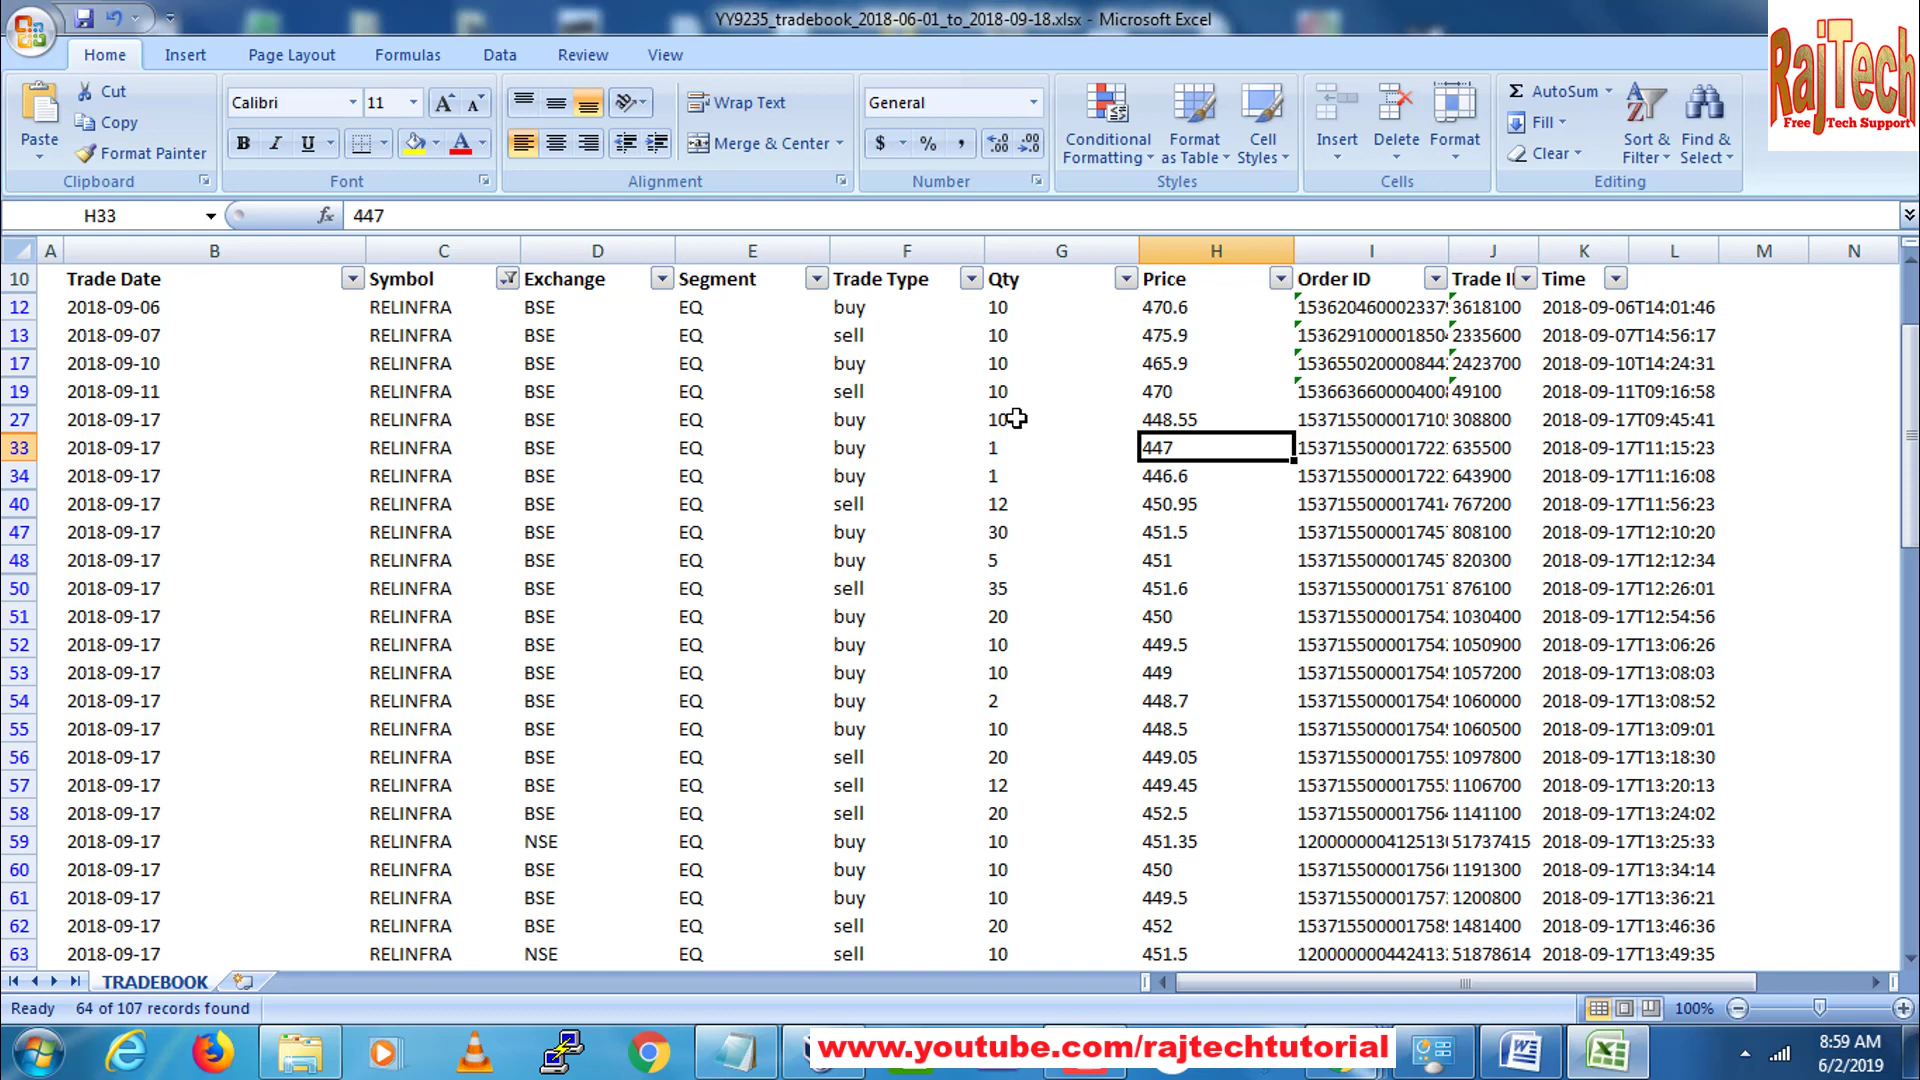 YY9235_tradebook_2018-06-01_to_2018-09-18.xlsx - Microsoft Excel
RajTech
Free Tech Support
Home Insert Page Layout Formulas Data Review View
Paste
Cut
Copy
Format Painter
Clipboard
Calibri 11
B I U
Font
Wrap Text
Merge & Center
Alignment
General
$ % ,
Number
Conditional Formatting
Format as Table
Cell Styles
Styles
Insert
Delete
Format
Cells
Σ AutoSum
Fill
Clear
Sort & Filter
Find & Select
Editing
H33 fx 447
A B C D E F G H I J K L M N
10 Trade Date Symbol Exchange Segment Trade Type Qty Price Order ID Trade I Time
12 2018-09-06 RELINFRA BSE EQ buy 10 470.6 153620460002337 3618100 2018-09-06T14:01:46
13 2018-09-07 RELINFRA BSE EQ sell 10 475.9 153629100001850 2335600 2018-09-07T14:56:17
17 2018-09-10 RELINFRA BSE EQ buy 10 465.9 153655020000844 2423700 2018-09-10T14:24:31
19 2018-09-11 RELINFRA BSE EQ sell 10 470 153663660000400 49100 2018-09-11T09:16:58
27 2018-09-17 RELINFRA BSE EQ buy 10 448.55 153715500001710 308800 2018-09-17T09:45:41
33 2018-09-17 RELINFRA BSE EQ buy 1 447 153715500001722 635500 2018-09-17T11:15:23
34 2018-09-17 RELINFRA BSE EQ buy 1 446.6 153715500001722 643900 2018-09-17T11:16:08
40 2018-09-17 RELINFRA BSE EQ sell 12 450.95 153715500001741 767200 2018-09-17T11:56:23
47 2018-09-17 RELINFRA BSE EQ buy 30 451.5 153715500001745 808100 2018-09-17T12:10:20
48 2018-09-17 RELINFRA BSE EQ buy 5 451 153715500001745 820300 2018-09-17T12:12:34
50 2018-09-17 RELINFRA BSE EQ sell 35 451.6 153715500001751 876100 2018-09-17T12:26:01
51 2018-09-17 RELINFRA BSE EQ buy 20 450 153715500001754 1030400 2018-09-17T12:54:56
52 2018-09-17 RELINFRA BSE EQ buy 10 449.5 153715500001754 1050900 2018-09-17T13:06:26
53 2018-09-17 RELINFRA BSE EQ buy 10 449 153715500001754 1057200 2018-09-17T13:08:03
54 2018-09-17 RELINFRA BSE EQ buy 2 448.7 153715500001754 1060000 2018-09-17T13:08:52
55 2018-09-17 RELINFRA BSE EQ buy 10 448.5 153715500001754 1060500 2018-09-17T13:09:01
56 2018-09-17 RELINFRA BSE EQ sell 20 449.05 153715500001755 1097800 2018-09-17T13:18:30
57 2018-09-17 RELINFRA BSE EQ sell 12 449.45 153715500001755 1106700 2018-09-17T13:20:13
58 2018-09-17 RELINFRA BSE EQ sell 20 452.5 153715500001756 1141100 2018-09-17T13:24:02
59 2018-09-17 RELINFRA NSE EQ buy 10 451.35 120000000412513 51737415 2018-09-17T13:25:33
60 2018-09-17 RELINFRA BSE EQ buy 10 450 153715500001756 1191300 2018-09-17T13:34:14
61 2018-09-17 RELINFRA BSE EQ buy 10 449.5 153715500001757 1200800 2018-09-17T13:36:21
62 2018-09-17 RELINFRA BSE EQ sell 20 452 153715500001758 1481400 2018-09-17T13:46:36
63 2018-09-17 RELINFRA NSE EQ sell 10 451.5 120000000442413 51878614 2018-09-17T13:49:35
TRADEBOOK
Ready 64 of 107 records found 100%
www.youtube.com/rajtechtutorial
8:59 AM
6/2/2019